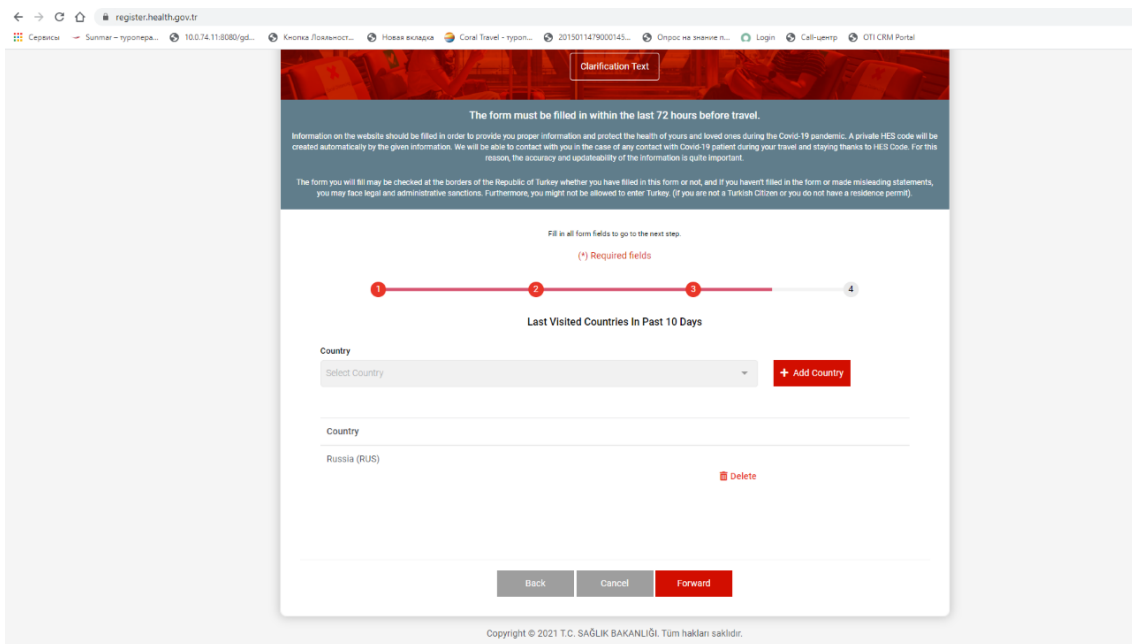 register.health.gov.tr
Сервисы Sunmar – туропера... 10.0.74.11:8080/gd... Кнопка Лояльност... Новая вкладка Coral Travel - туроп... 2015011479000145... Опрос на знание п... Login Call-центр OTI CRM Portal
Clarification Text
The form must be filled in within the last 72 hours before travel.
Information on the website should be filled in order to provide you proper information and protect the health of yours and loved ones during the Covid-19 pandemic. A private HES code will be
created automatically by the given information. We will be able to contact with you in the case of any contact with Covid-19 patient during your travel and staying thanks to HES Code. For this
reason, the accuracy and updateability of the information is quite important.
The form you will fill may be checked at the borders of the Republic of Turkey whether you have filled in this form or not, and If you haven't filled in the form or made misleading statements,
you may face legal and administrative sanctions. Furthermore, you might not be allowed to enter Turkey. (if you are not a Turkish Citizen or you do not have a residence permit).
Fill in all form fields to go to the next step.
(*) Required fields
1 2 3 4
Last Visited Countries In Past 10 Days
Country
Select Country + Add Country
Country
Russia (RUS)
Delete
Back Cancel Forward
Copyright © 2021 T.C. SAĞLIK BAKANLIĞI. Tüm hakları saklıdır.